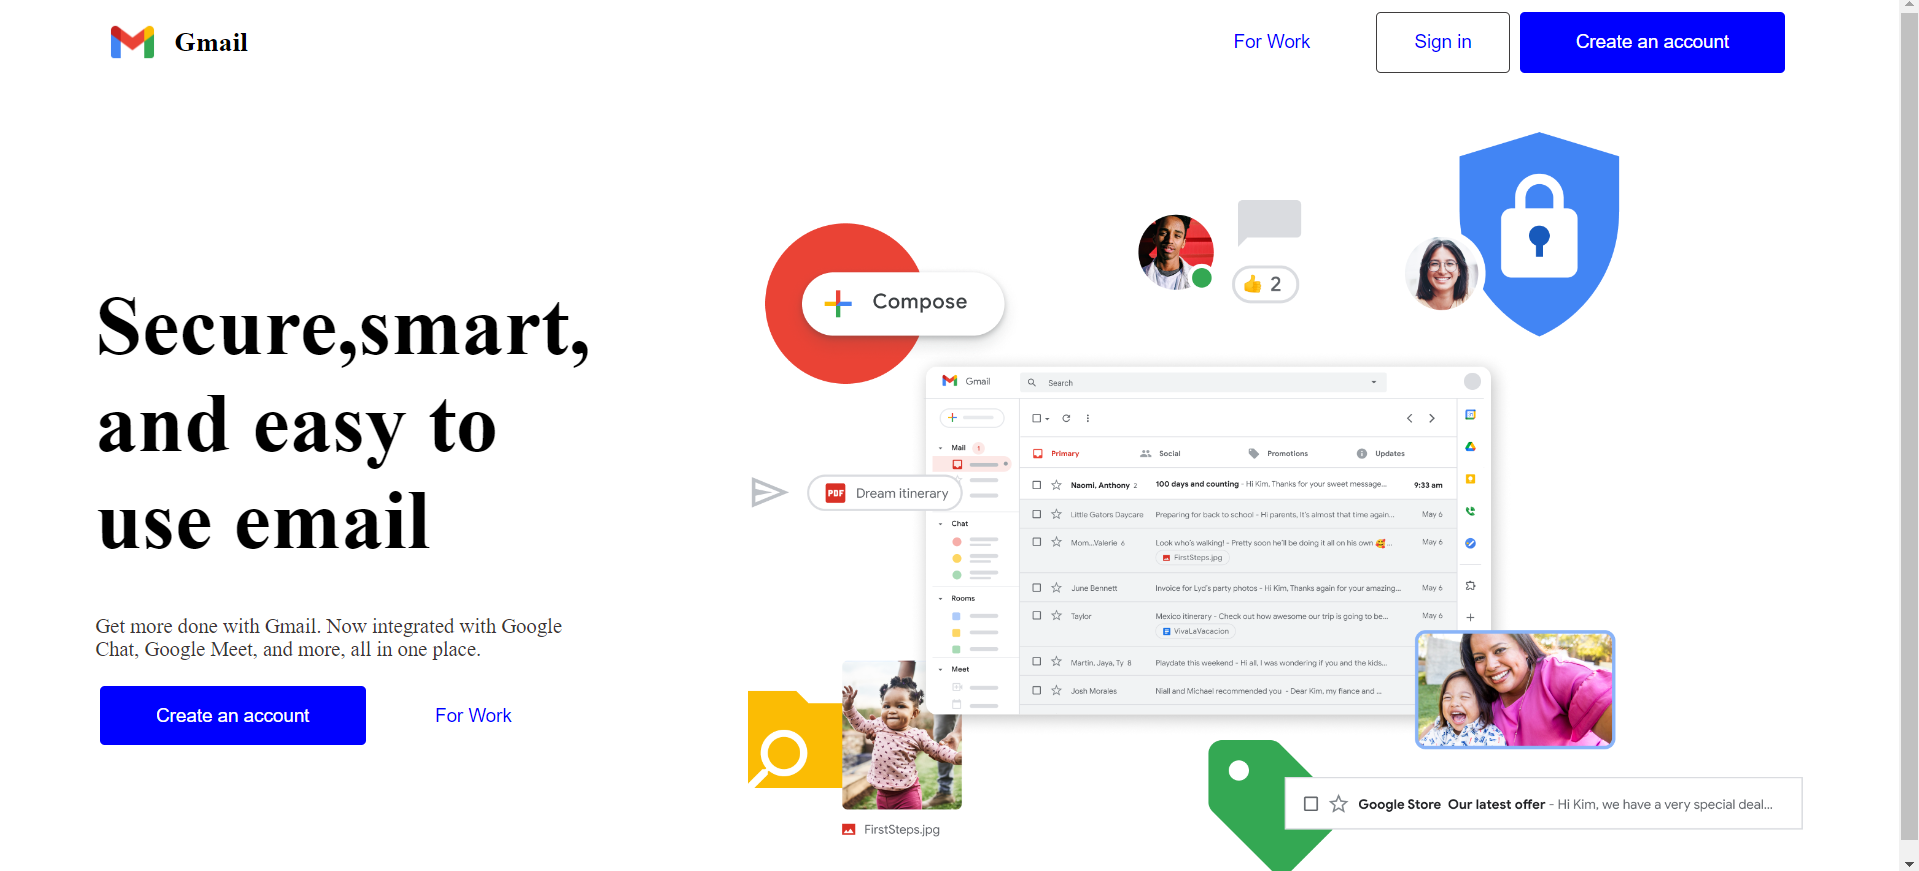 Gmail
For Work
Sign in
Create an account
Secure,smart,
and easy to
use email
Get more done with Gmail. Now integrated with Google
Chat, Google Meet, and more, all in one place.
Create an account
For Work
Compose
2
Gmail
Search
Mail 1
Primary
Social
Promotions
Updates
Naomi, Anthony 2 100 days and counting - Hi Kim, Thanks for your sweet message... 9:33 am
Little Gators Daycare Preparing for back to school - Hi parents, It's almost that time again... May 6
Mom...Valerie 6 Look who's walking! - Pretty soon he'll be doing it all on his own 🥰... May 6
FirstSteps.jpg
June Bennett Invoice for Lyd's party photos - Hi Kim, Thanks again for your amazing... May 6
Taylor Mexico itinerary - Check out how awesome our trip is going to be... May 6
VivaLaVacacion
Martin, Jaya, Ty 8 Playdate this weekend - Hi all, I was wondering if you and the kids...
Josh Morales Niall and Michael recommended you - Dear Kim, my fiance and ...
PDF Dream itinerary
Chat
Rooms
Meet
FirstSteps.jpg
Google Store Our latest offer - Hi Kim, we have a very special deal...